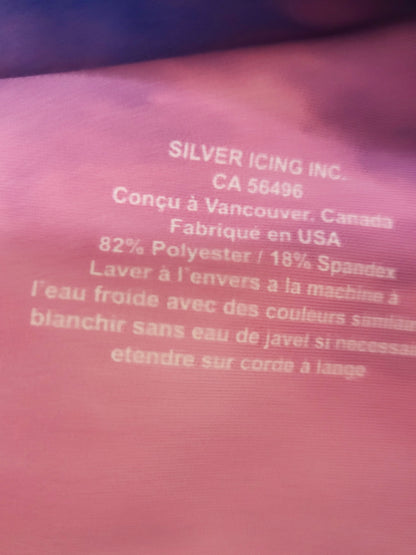 SILVER ICING INC.
CA 56496
Conçu à Vancouver. Canada
Fabriqué en USA
82% Polyester / 18% Spandex
Laver à l'envers a la machine à
l'eau froide avec des couleurs
blanchir sans eau de javel si
etendre sur corde à lange